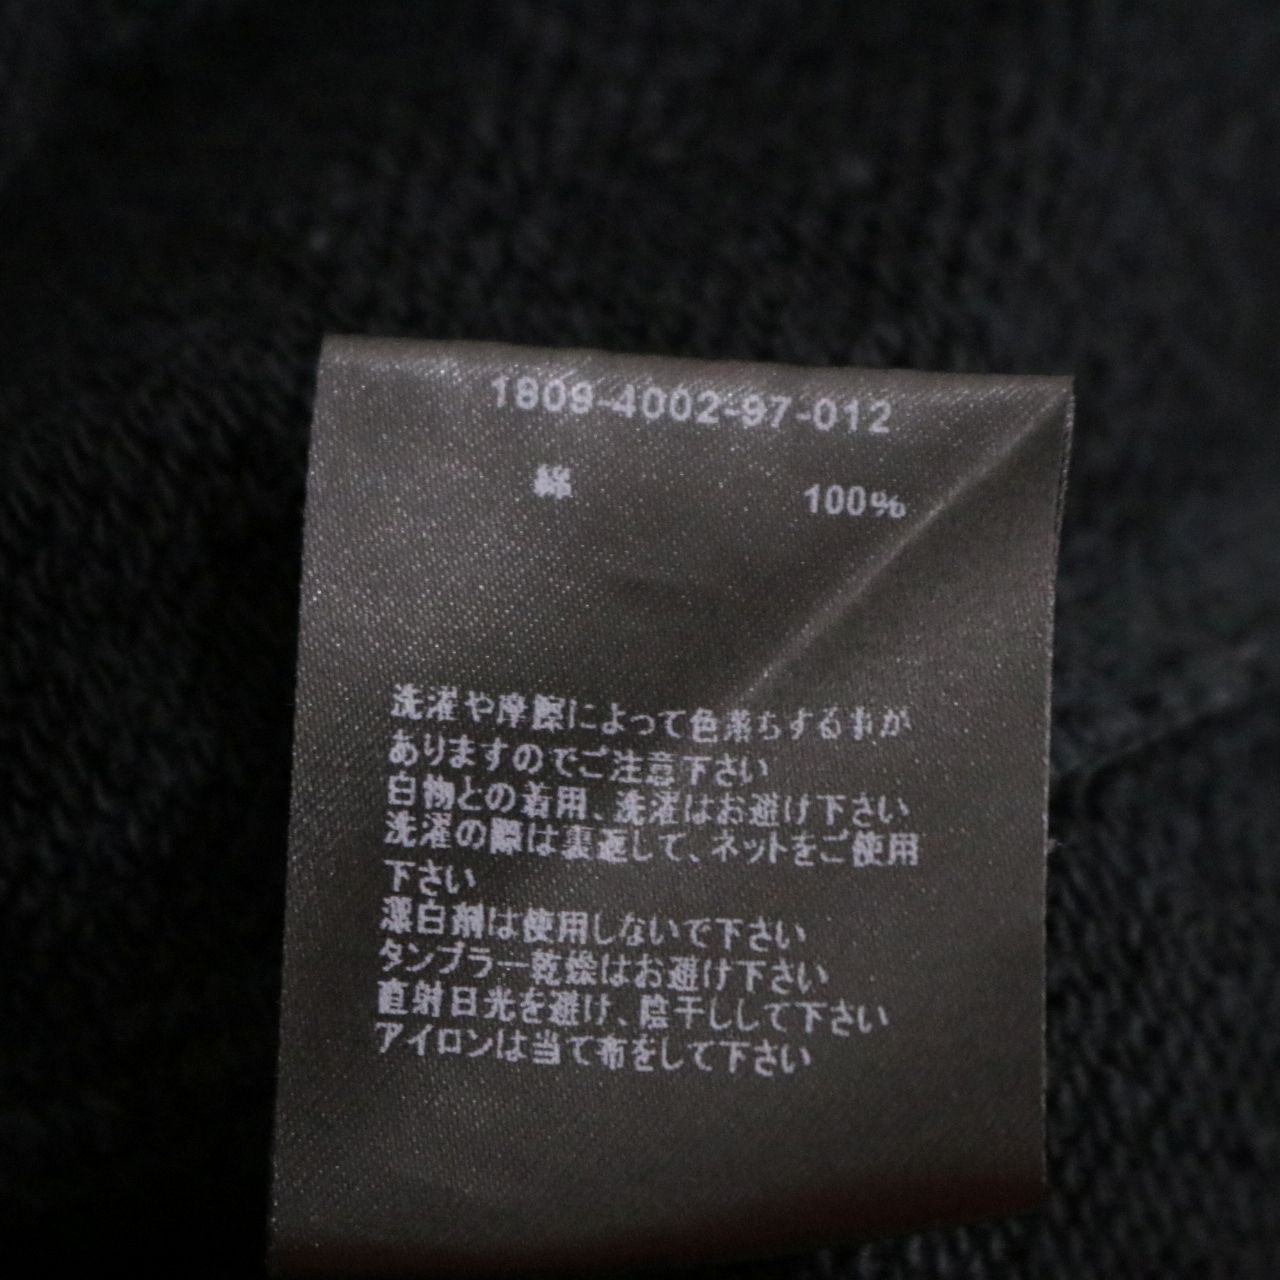 1809-4002-97-012
綿 100%
洗濯や摩擦によって色落ちする事が
ありますのでご注意下さい
白物との着用、洗濯はお避け下さい
洗濯の際は裏返して、ネットをご使用
下さい
漂白剤は使用しないで下さい
タンブラー乾燥はお避け下さい
直射日光を避け、陰干しして下さい
アイロンは当て布をして下さい